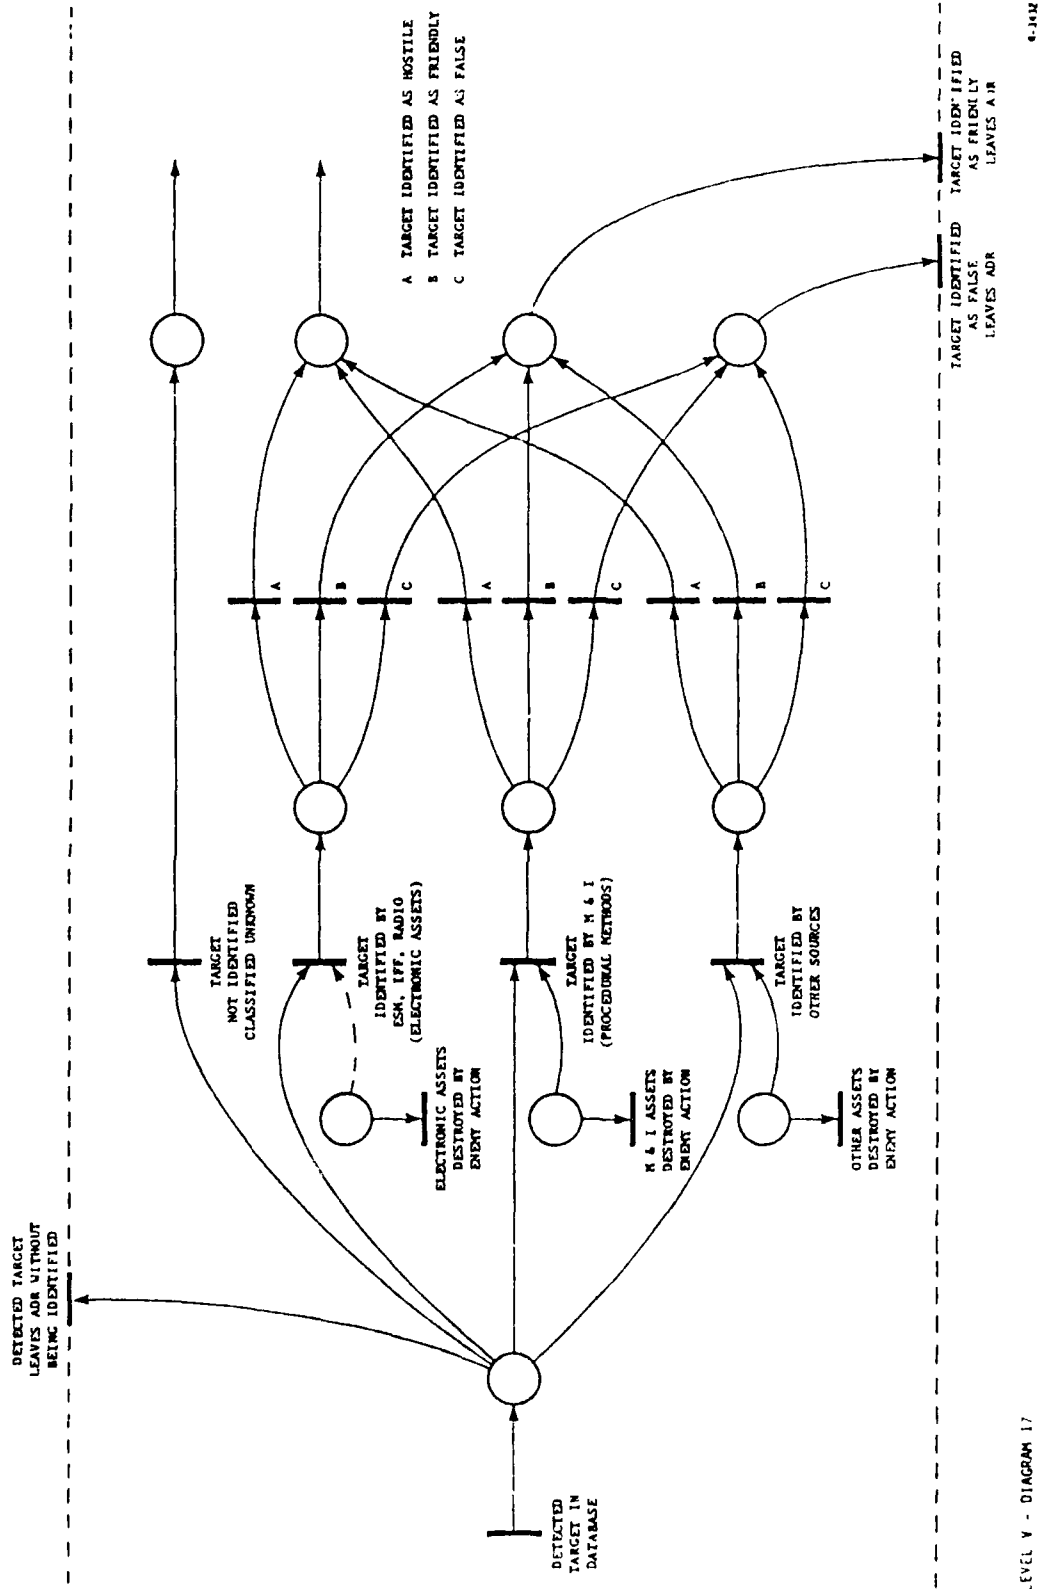 DETECTED TARGET
LEAVES ADR WITHOUT
BEING IDENTIFIED
DETECTED
TARGET IN
DATABASE
TARGET
NOT IDENTIFIED
CLASSIFIED UNKNOWN
TARGET
IDENTIFIED BY
ESM, IFF, RADIO
(ELECTRONIC ASSETS)
ELECTRONIC ASSETS
DESTROYED BY
ENEMY ACTION
TARGET
IDENTIFIED BY M & I
(PROCEDURAL METHODS)
M & I ASSETS
DESTROYED BY
ENEMY ACTION
TARGET
IDENTIFIED BY
OTHER SOURCES
OTHER ASSETS
DESTROYED BY
ENEMY ACTION
A
B
C
A
B
C
A
B
C
A TARGET IDENTIFIED AS HOSTILE
B TARGET IDENTIFIED AS FRIENDLY
C TARGET IDENTIFIED AS FALSE
TARGET IDENTIFIED
AS FALSE
LEAVES ADR
TARGET IDENTIFIED
AS FRIENLY
LEAVES ADR
LEVEL V - DIAGRAM 17